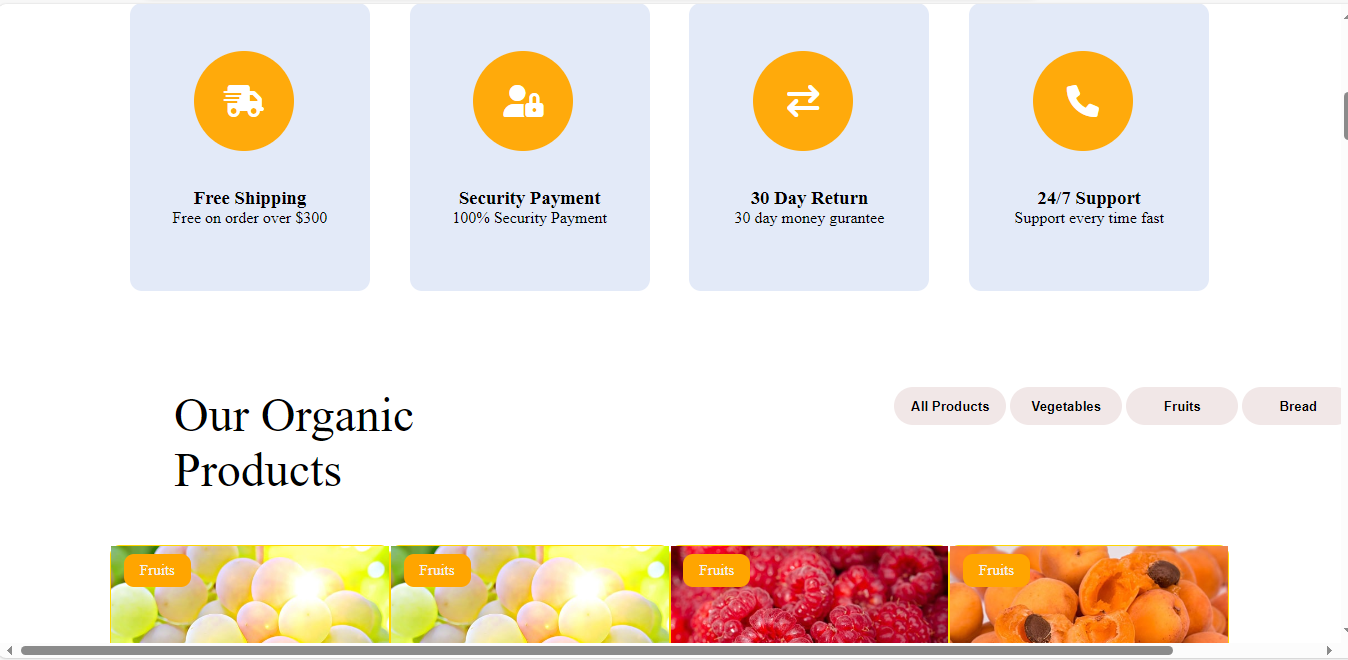 Free Shipping
Free on order over $300
Security Payment
100% Security Payment
30 Day Return
30 day money gurantee
24/7 Support
Support every time fast
Our Organic
Products
All Products
Vegetables
Fruits
Bread
Fruits
Fruits
Fruits
Fruits